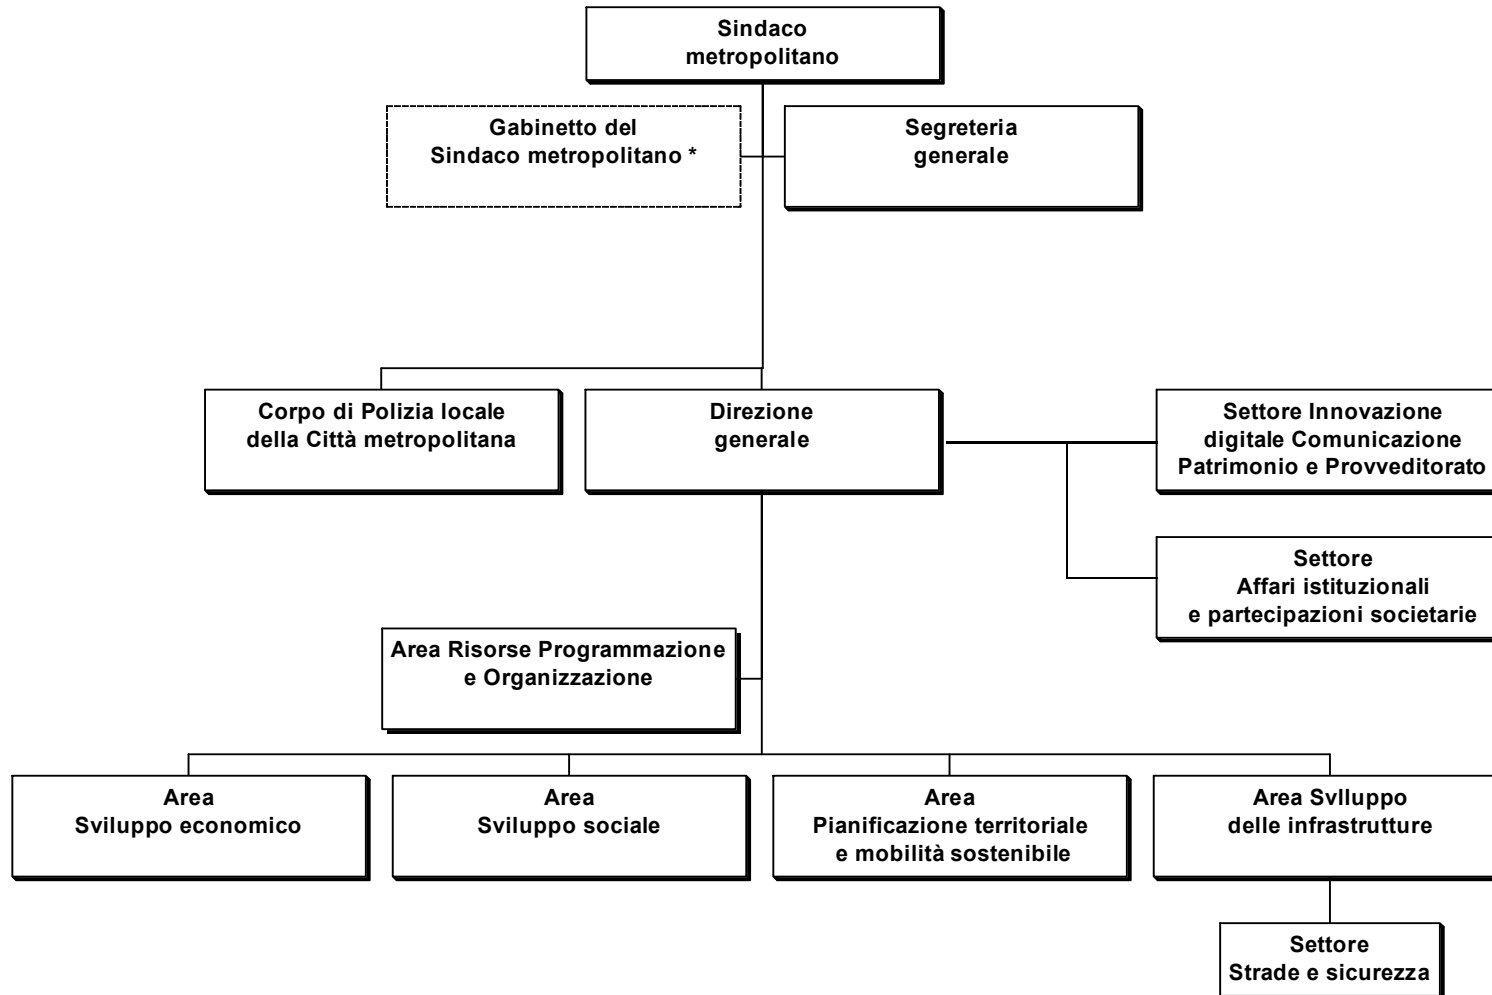 Sindaco
metropolitano
Gabinetto del
Sindaco metropolitano *
Segreteria
generale
Corpo di Polizia locale
della Città metropolitana
Direzione
generale
Settore Innovazione
digitale Comunicazione
Patrimonio e Provveditorato
Settore
Affari istituzionali
e partecipazioni societarie
Area Risorse Programmazione
e Organizzazione
Area
Sviluppo economico
Area
Sviluppo sociale
Area
Pianificazione territoriale
e mobilità sostenibile
Area Svlluppo
delle infrastrutture
Settore
Strade e sicurezza